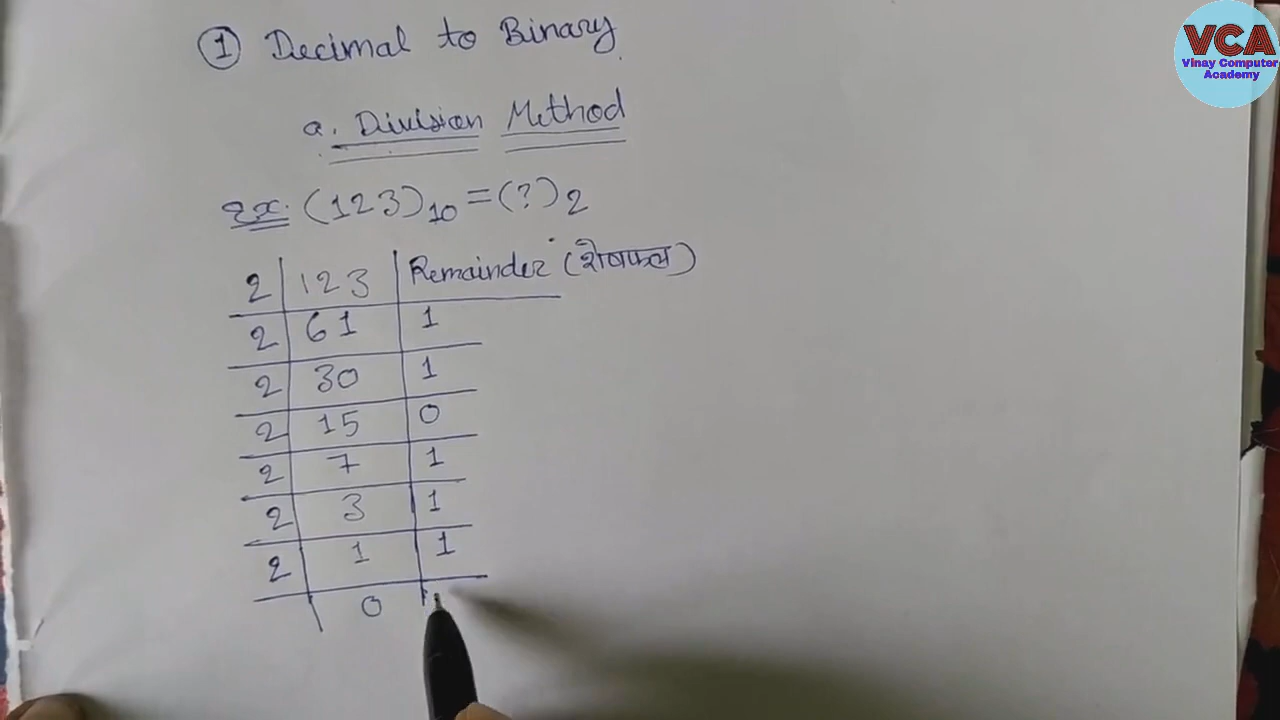 VCA
Vinay Computer
Academy
① Decimal to Binary
a. Division Method
Ex. (123)10 = (?)2
2 | 123 | Remainder (शेषफल)
2 | 61 | 1
2 | 30 | 1
2 | 15 | 0
2 | 7 | 1
2 | 3 | 1
2 | 1 | 1
0